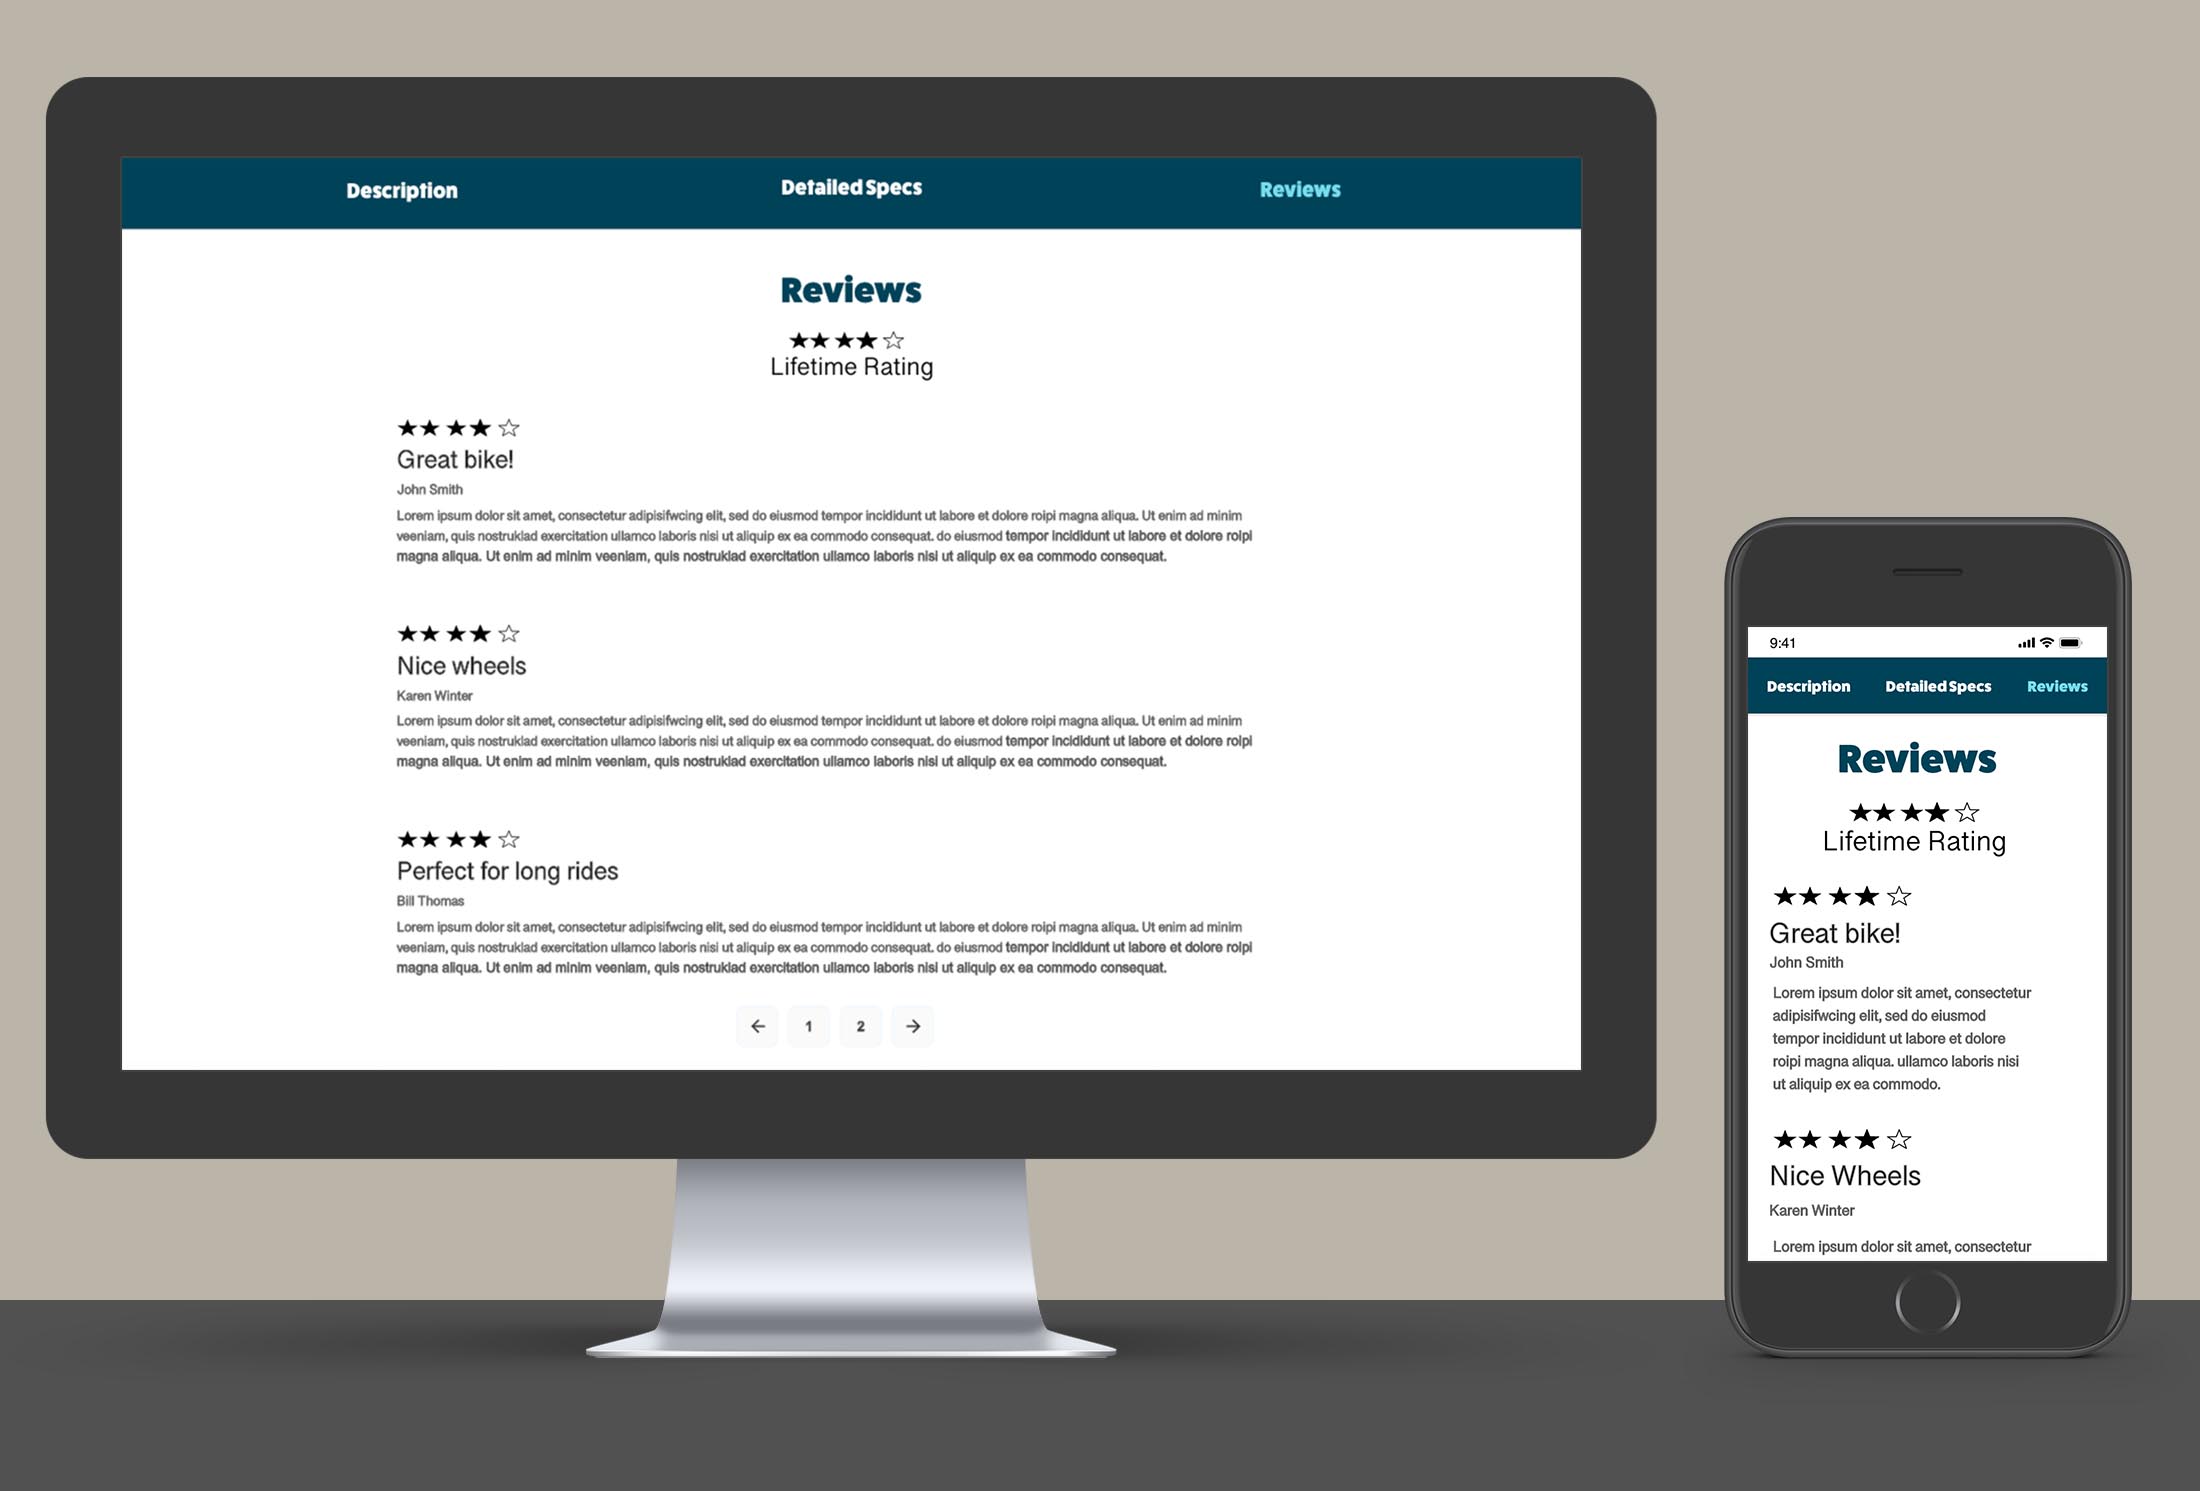 Description Detailed Specs Reviews
Reviews
★★★★☆
Lifetime Rating
★★★★☆
Great bike!
John Smith
Lorem ipsum dolor sit amet, consectetur adipisifwcing elit, sed do eiusmod tempor incididunt ut labore et dolore roipi magna aliqua. Ut enim ad minim
veeniam, quis nostruklad exercitation ullamco laboris nisi ut aliquip ex ea commodo consequat. do eiusmod tempor incididunt ut labore et dolore roipi
magna aliqua. Ut enim ad minim veeniam, quis nostruklad exercitation ullamco laboris nisi ut aliquip ex ea commodo consequat.
★★★★☆
Nice wheels
Karen Winter
Lorem ipsum dolor sit amet, consectetur adipisifwcing elit, sed do eiusmod tempor incididunt ut labore et dolore roipi magna aliqua. Ut enim ad minim
veeniam, quis nostruklad exercitation ullamco laboris nisi ut aliquip ex ea commodo consequat. do eiusmod tempor incididunt ut labore et dolore roipi
magna aliqua. Ut enim ad minim veeniam, quis nostruklad exercitation ullamco laboris nisi ut aliquip ex ea commodo consequat.
★★★★☆
Perfect for long rides
Bill Thomas
Lorem ipsum dolor sit amet, consectetur adipisifwcing elit, sed do eiusmod tempor incididunt ut labore et dolore roipi magna aliqua. Ut enim ad minim
veeniam, quis nostruklad exercitation ullamco laboris nisi ut aliquip ex ea commodo consequat. do eiusmod tempor incididunt ut labore et dolore roipi
magna aliqua. Ut enim ad minim veeniam, quis nostruklad exercitation ullamco laboris nisi ut aliquip ex ea commodo consequat.
← 1 2 →
9:41
Description Detailed Specs Reviews
Reviews
★★★★☆
Lifetime Rating
★★★★☆
Great bike!
John Smith
Lorem ipsum dolor sit amet, consectetur
adipisifwcing elit, sed do eiusmod
tempor incididunt ut labore et dolore
roipi magna aliqua. ullamco laboris nisi
ut aliquip ex ea commodo.
★★★★☆
Nice Wheels
Karen Winter
Lorem ipsum dolor sit amet, consectetur